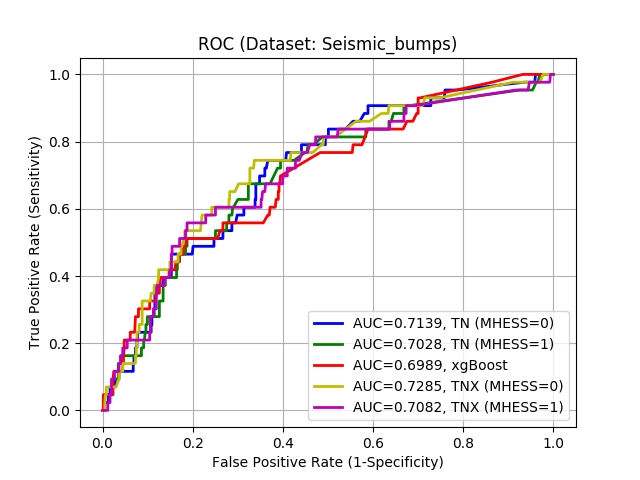 ROC (Dataset: Seismic_bumps)
True Positive Rate (Sensitivity)
1.0
0.8
0.6
0.4
0.2
0.0
AUC=0.7139, TN (MHESS=0)
AUC=0.7028, TN (MHESS=1)
AUC=0.6989, xgBoost
AUC=0.7285, TNX (MHESS=0)
AUC=0.7082, TNX (MHESS=1)
0.0 0.2 0.4 0.6 0.8 1.0
False Positive Rate (1-Specificity)